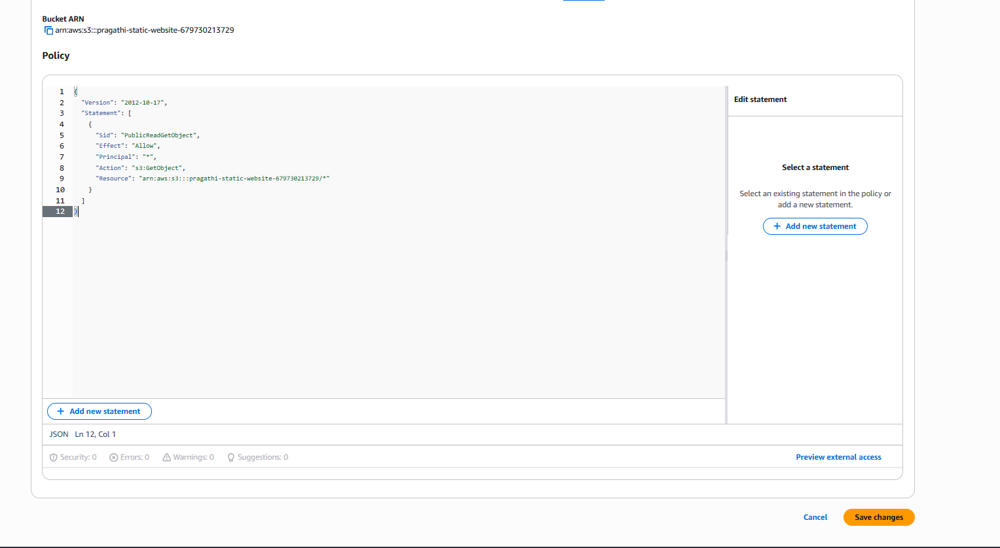 Bucket ARN
arn:aws:s3:::pragathi-static-website-679730213729
Policy
1 {
2 "Version": "2012-10-17",
3 "Statement": [
4 {
5 "Sid": "PublicReadGetObject",
6 "Effect": "Allow",
7 "Principal": "*",
8 "Action": "s3:GetObject",
9 "Resource": "arn:aws:s3:::pragathi-static-website-679730213729/*"
10 }
11 ]
12 }
Edit statement
Select a statement
Select an existing statement in the policy or
add a new statement.
+ Add new statement
+ Add new statement
JSON Ln 12, Col 1
Security: 0 Errors: 0 Warnings: 0 Suggestions: 0 Preview external access
Cancel Save changes